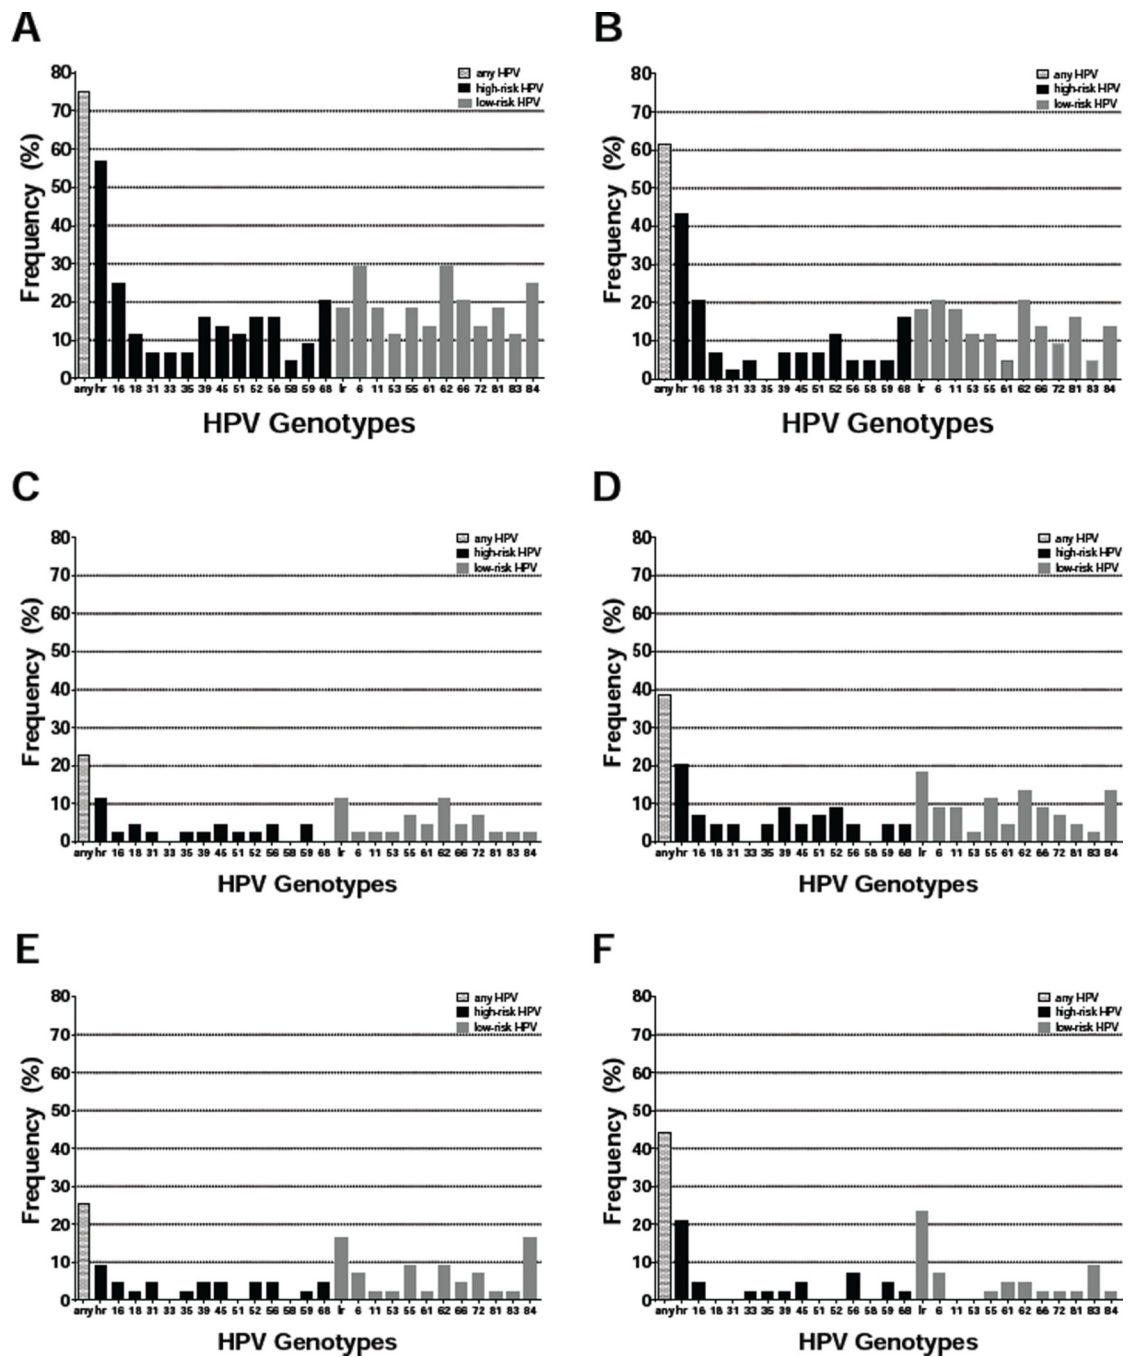 A
80
70
60
50
40
30
20
10
0
Frequency (%)
any HPV
high-risk HPV
low-risk HPV
any hr 16 18 31 33 35 39 45 51 52 56 58 59 68 lr 6 11 53 55 61 62 66 72 81 83 84
HPV Genotypes
B
80
70
60
50
40
30
20
10
0
Frequency (%)
any HPV
high-risk HPV
low-risk HPV
any hr 16 18 31 33 35 39 45 51 52 56 58 59 68 lr 6 11 53 55 61 62 66 72 81 83 84
HPV Genotypes
C
80
70
60
50
40
30
20
10
0
Frequency (%)
any HPV
high-risk HPV
low-risk HPV
any hr 16 18 31 33 35 39 45 51 52 56 58 59 68 lr 6 11 53 55 61 62 66 72 81 83 84
HPV Genotypes
D
80
70
60
50
40
30
20
10
0
Frequency (%)
any HPV
high-risk HPV
low-risk HPV
any hr 16 18 31 33 35 39 45 51 52 56 58 59 68 lr 6 11 53 55 61 62 66 72 81 83 84
HPV Genotypes
E
80
70
60
50
40
30
20
10
0
Frequency (%)
any HPV
high-risk HPV
low-risk HPV
any hr 16 18 31 33 35 39 45 51 52 56 58 59 68 lr 6 11 53 55 61 62 66 72 81 83 84
HPV Genotypes
F
80
70
60
50
40
30
20
10
0
Frequency (%)
any HPV
high-risk HPV
low-risk HPV
any hr 16 18 31 33 35 39 45 51 52 56 58 59 68 lr 6 11 53 55 61 62 66 72 81 83 84
HPV Genotypes